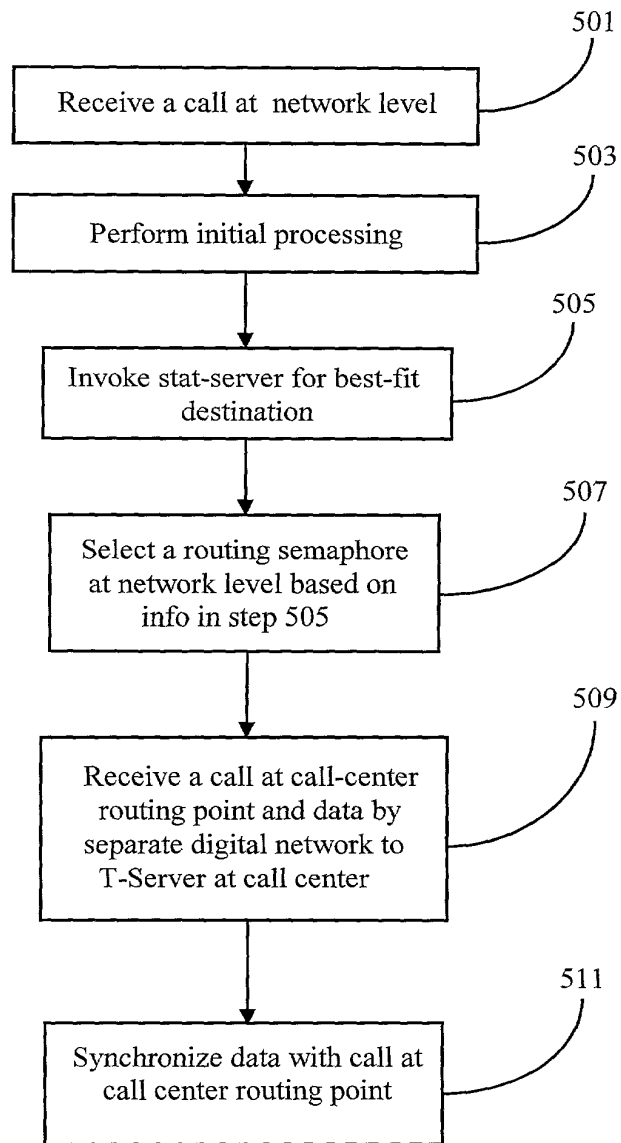 501
Receive a call at network level
503
Perform initial processing
505
Invoke stat-server for best-fit
destination
507
Select a routing semaphore
at network level based on
info in step 505
509
Receive a call at call-center
routing point and data by
separate digital network to
T-Server at call center
511
Synchronize data with call at
call center routing point